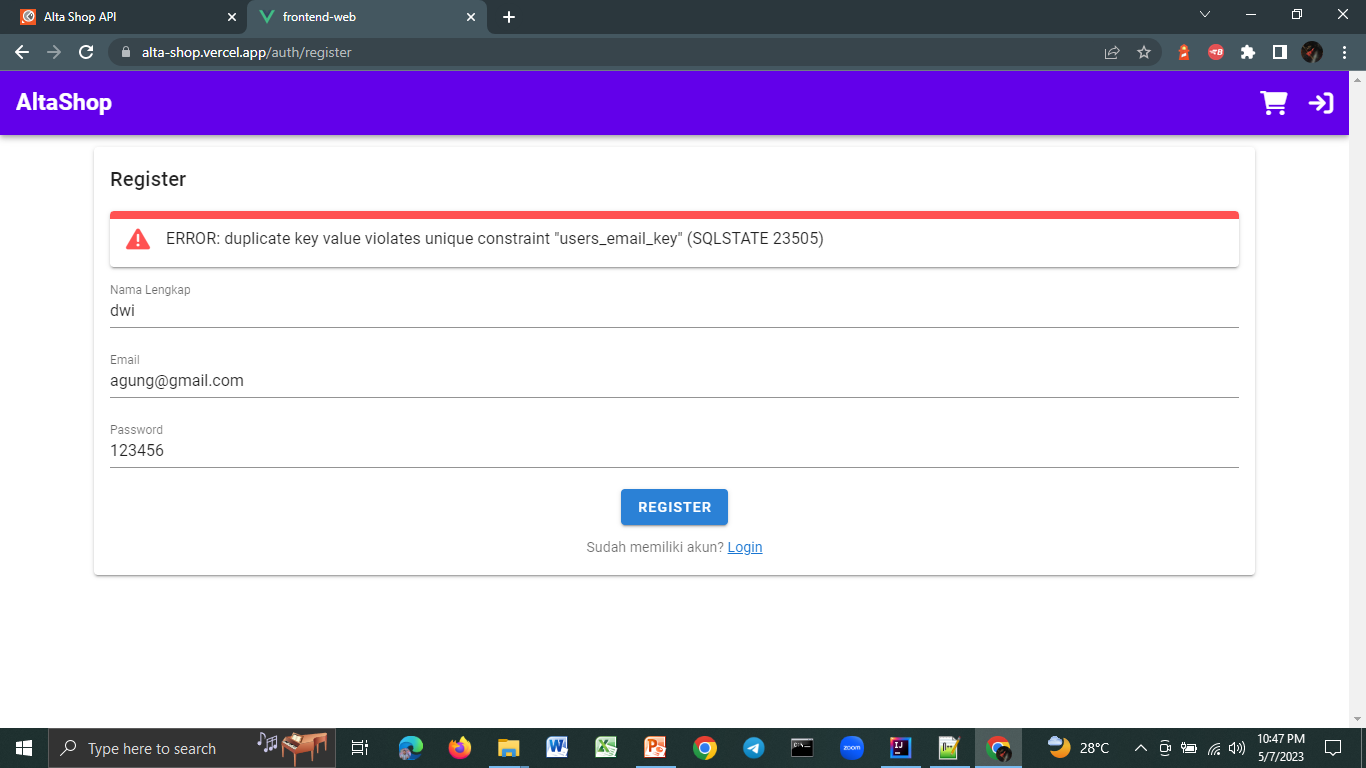 Alta Shop API
frontend-web
alta-shop.vercel.app/auth/register
AltaShop
Register
ERROR: duplicate key value violates unique constraint "users_email_key" (SQLSTATE 23505)
Nama Lengkap
dwi
Email
agung@gmail.com
Password
123456
REGISTER
Sudah memiliki akun? Login
Type here to search
zoom
28°C
10:47 PM
5/7/2023